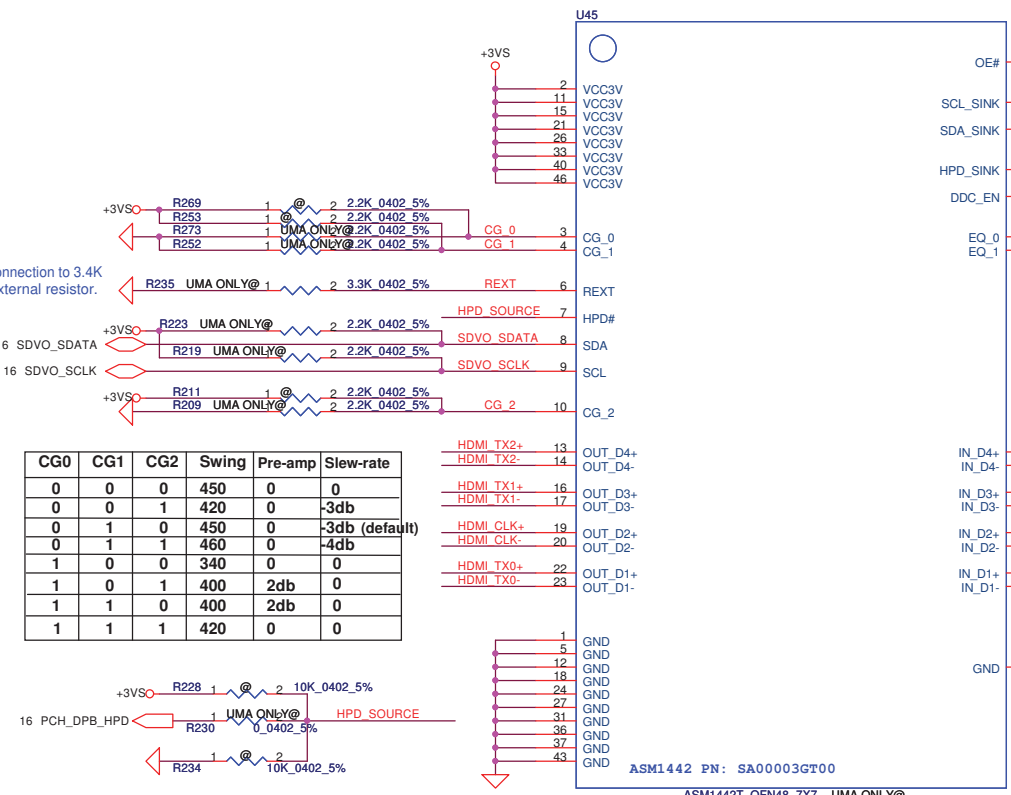 U45
+3VS
OE#
2 VCC3V
11 VCC3V
15 VCC3V
21 VCC3V
26 VCC3V
33 VCC3V
40 VCC3V
46 VCC3V
SCL_SINK
SDA_SINK
HPD_SINK
DDC_EN
+3VS R269 1 @ 2 2.2K_0402_5%
R253 1 @ 2 2.2K_0402_5%
R273 1 UMA ONLY@ 2 2.2K_0402_5% CG_0 3 CG_0 EQ_0
R252 1 UMA ONLY@ 2 2.2K_0402_5% CG_1 4 CG_1 EQ_1
onnection to 3.4K
xternal resistor.
R235 UMA ONLY@ 1 2 3.3K_0402_5% REXT 6 REXT
HPD_SOURCE 7 HPD#
+3VS R223 UMA ONLY@ 1 2 2.2K_0402_5%
6 SDVO_SDATA SDVO_SDATA 8 SDA
R219 UMA ONLY@ 1 2 2.2K_0402_5%
16 SDVO_SCLK SDVO_SCLK 9 SCL
+3VS R211 1 @ 2 2.2K_0402_5%
R209 UMA ONLY@ 1 2 2.2K_0402_5% CG_2 10 CG_2
HDMI_TX2+ 13 OUT_D4+ IN_D4+
HDMI_TX2- 14 OUT_D4- IN_D4-
HDMI_TX1+ 16 OUT_D3+ IN_D3+
HDMI_TX1- 17 OUT_D3- IN_D3-
HDMI_CLK+ 19 OUT_D2+ IN_D2+
HDMI_CLK- 20 OUT_D2- IN_D2-
HDMI_TX0+ 22 OUT_D1+ IN_D1+
HDMI_TX0- 23 OUT_D1- IN_D1-
CG0 CG1 CG2 Swing Pre-amp Slew-rate
0 0 0 450 0 0
0 0 1 420 0 -3db
0 1 0 450 0 -3db (default)
0 1 1 460 0 -4db
1 0 0 340 0 0
1 0 1 400 2db 0
1 1 0 400 2db 0
1 1 1 420 0 0
1 GND
5 GND
12 GND
18 GND
24 GND
27 GND
31 GND
36 GND
37 GND
43 GND
GND
+3VS R228 1 @ 2 10K_0402_5%
16 PCH_DPB_HPD R230 1 UMA ONLY@ 2 0_0402_5% HPD_SOURCE
R234 1 @ 2 10K_0402_5%
ASM1442 PN: SA00003GT00
ASM1442T_QFN48_7X7 UMA ONLY@